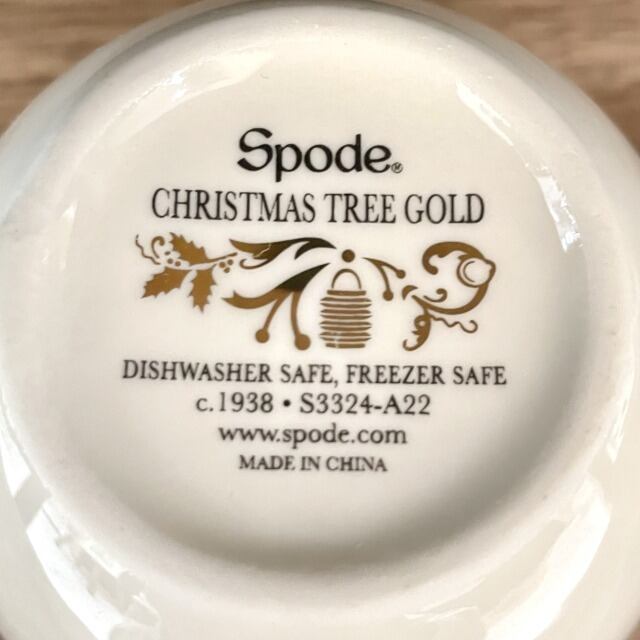 Spode®
CHRISTMAS TREE GOLD
DISHWASHER SAFE, FREEZER SAFE
c.1938 • S3324-A22
www.spode.com
MADE IN CHINA